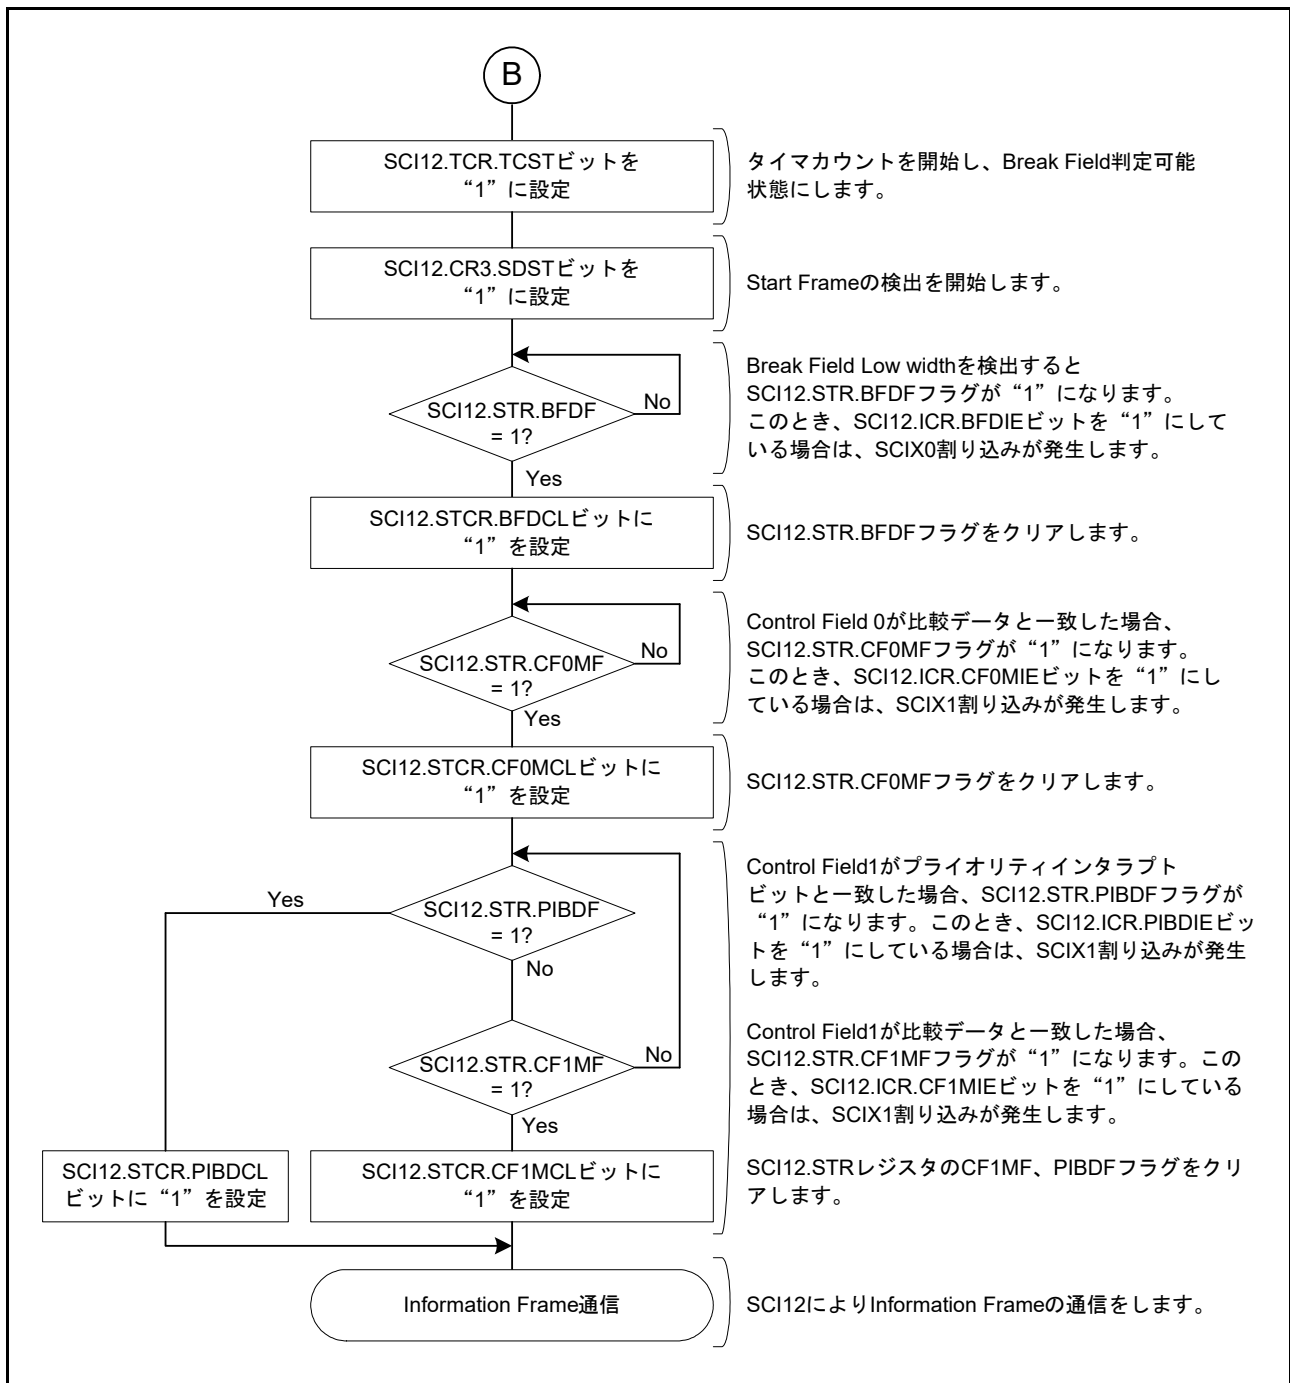 B
SCI12.TCR.TCSTビットを
“1”に設定
タイマカウントを開始し、Break Field判定可能
状態にします。
SCI12.CR3.SDSTビットを
“1”に設定
Start Frameの検出を開始します。
SCI12.STR.BFDF
= 1?
No
Yes
Break Field Low widthを検出すると
SCI12.STR.BFDFフラグが“1”になります。
このとき、SCI12.ICR.BFDIEビットを“1”にして
いる場合は、SCIX0割り込みが発生します。
SCI12.STCR.BFDCLビットに
“1”を設定
SCI12.STR.BFDFフラグをクリアします。
SCI12.STR.CF0MF
= 1?
No
Yes
Control Field 0が比較データと一致した場合、
SCI12.STR.CF0MFフラグが“1”になります。
このとき、SCI12.ICR.CF0MIEビットを“1”にし
ている場合は、SCIX1割り込みが発生します。
SCI12.STCR.CF0MCLビットに
“1”を設定
SCI12.STR.CF0MFフラグをクリアします。
Yes
SCI12.STR.PIBDF
= 1?
No
Control Field1がプライオリティインタラプト
ビットと一致した場合、SCI12.STR.PIBDFフラグが
“1”になります。このとき、SCI12.ICR.PIBDIEビッ
トを“1”にしている場合は、SCIX1割り込みが発生
します。
SCI12.STR.CF1MF
= 1?
No
Yes
Control Field1が比較データと一致した場合、
SCI12.STR.CF1MFフラグが“1”になります。この
とき、SCI12.ICR.CF1MIEビットを“1”にしている
場合は、SCIX1割り込みが発生します。
SCI12.STCR.PIBDCL
ビットに“1”を設定
SCI12.STCR.CF1MCLビットに
“1”を設定
SCI12.STRレジスタのCF1MF、PIBDFフラグをクリ
アします。
Information Frame通信
SCI12によりInformation Frameの通信をします。